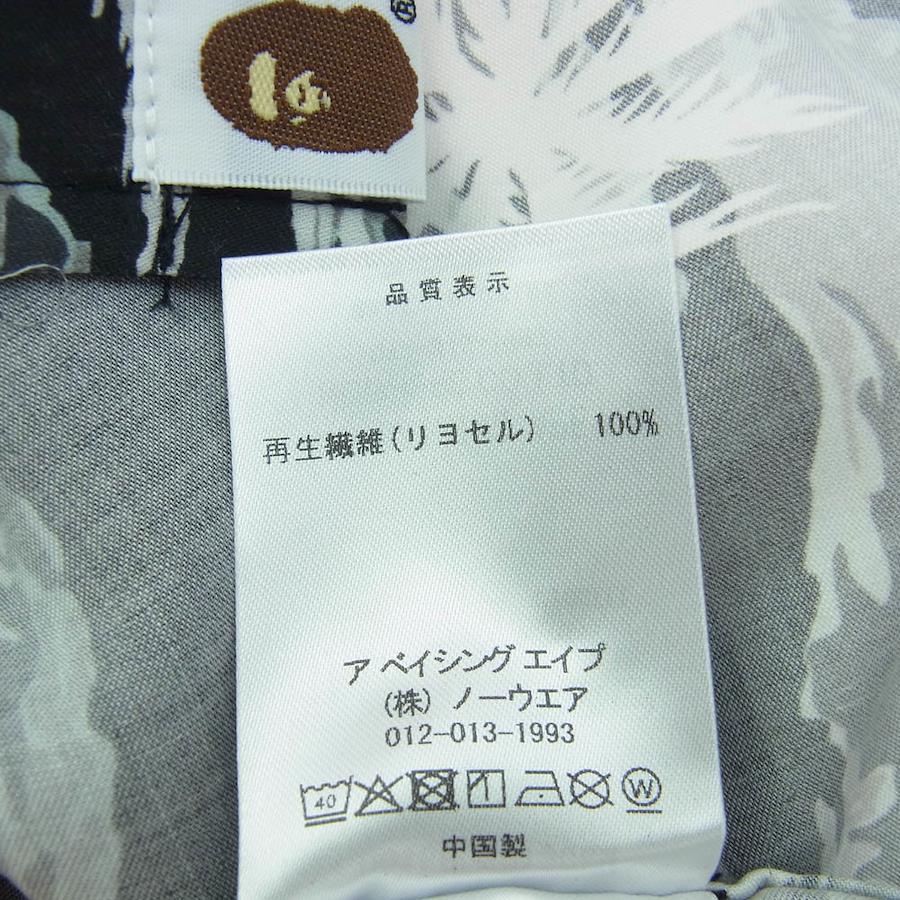 ®
品質表示
再生繊維(リヨセル) 100%
ア ベイシング エイプ
(株) ノーウエア
012-013-1993
40 W
中国製